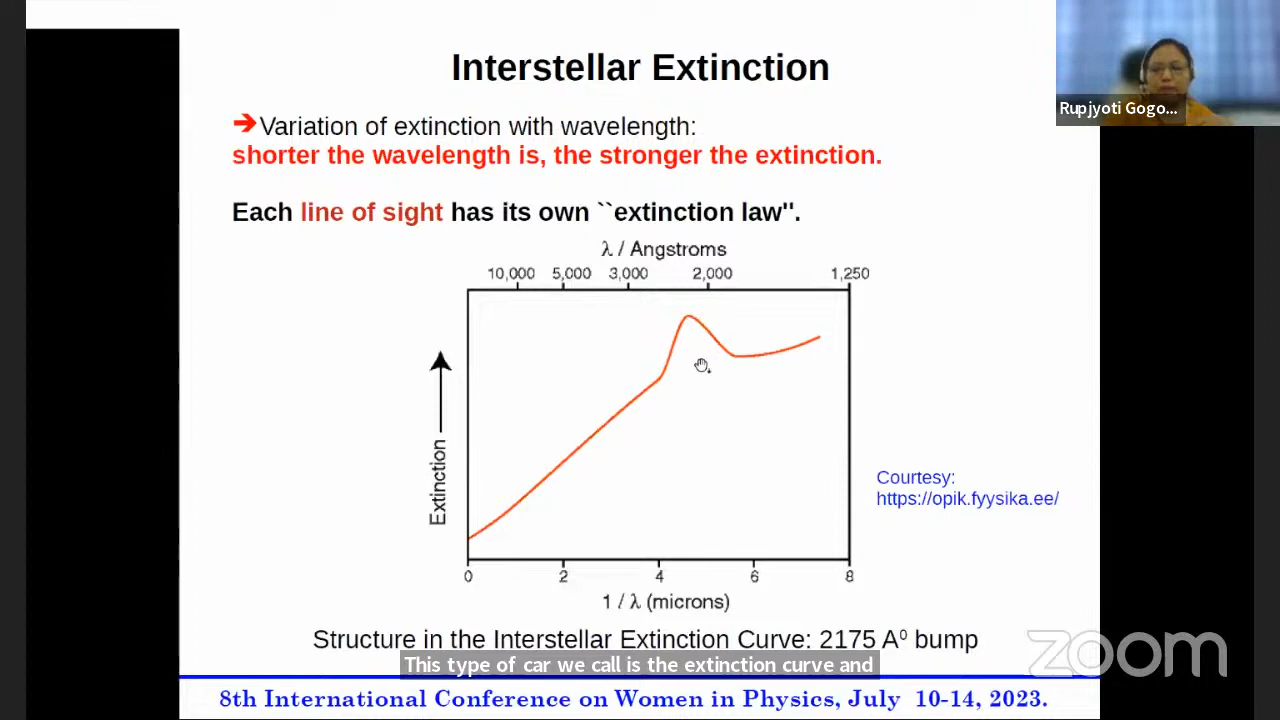 Interstellar Extinction
Rupjyoti Gogo...
➔Variation of extinction with wavelength:
shorter the wavelength is, the stronger the extinction.
Each line of sight has its own ``extinction law".
λ / Angstroms
10,000 5,000 3,000 2,000 1,250
Extinction
Courtesy:
https://opik.fyysika.ee/
0 2 4 6 8
1 / λ (microns)
Structure in the Interstellar Extinction Curve: 2175 A⁰ bump
zoom
This type of car we call is the extinction curve and
8th International Conference on Women in Physics, July 10-14, 2023.